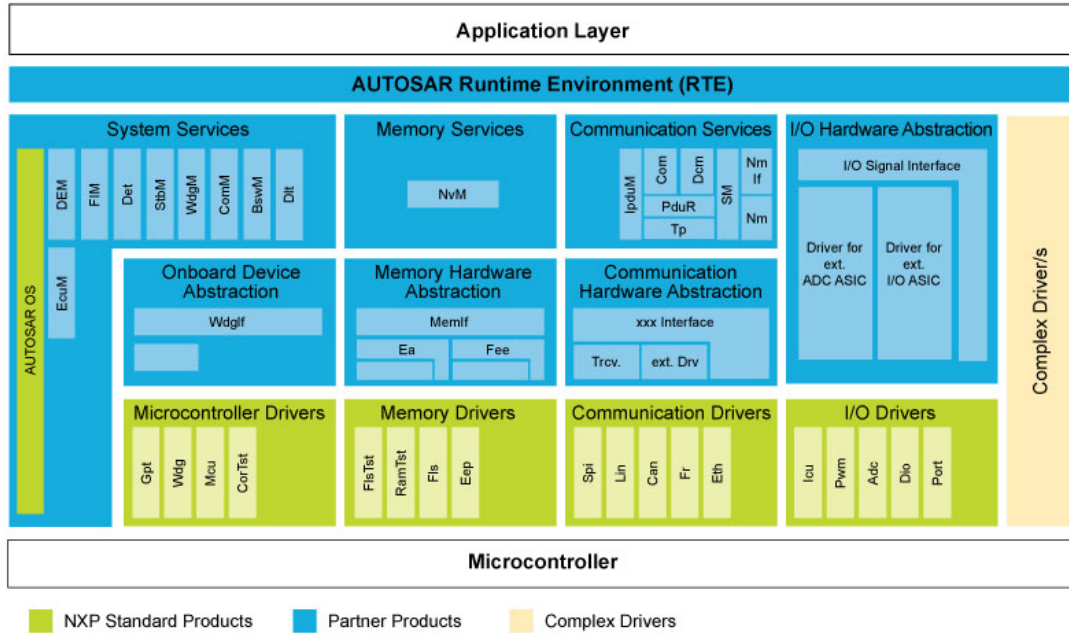 Application Layer
AUTOSAR Runtime Environment (RTE)
System Services
AUTOSAR OS
DEM
FIM
Det
StbM
WdgM
ComM
BswM
Dlt
EcuM
Memory Services
NvM
Communication Services
IpduM
Com
Dcm
PduR
Tp
SM
Nm
If
Nm
I/O Hardware Abstraction
I/O Signal Interface
Driver for
ext.
ADC ASIC
Driver for
ext.
I/O ASIC
Complex Driver/s
Onboard Device
Abstraction
WdgIf
Memory Hardware
Abstraction
MemIf
Ea
Fee
Communication
Hardware Abstraction
xxx Interface
Trcv.
ext. Drv
Microcontroller Drivers
Gpt
Wdg
Mcu
CorTst
Memory Drivers
FlsTst
RamTst
Fls
Eep
Communication Drivers
Spi
Lin
Can
Fr
Eth
I/O Drivers
Icu
Pwm
Adc
Dio
Port
Microcontroller
NXP Standard Products
Partner Products
Complex Drivers